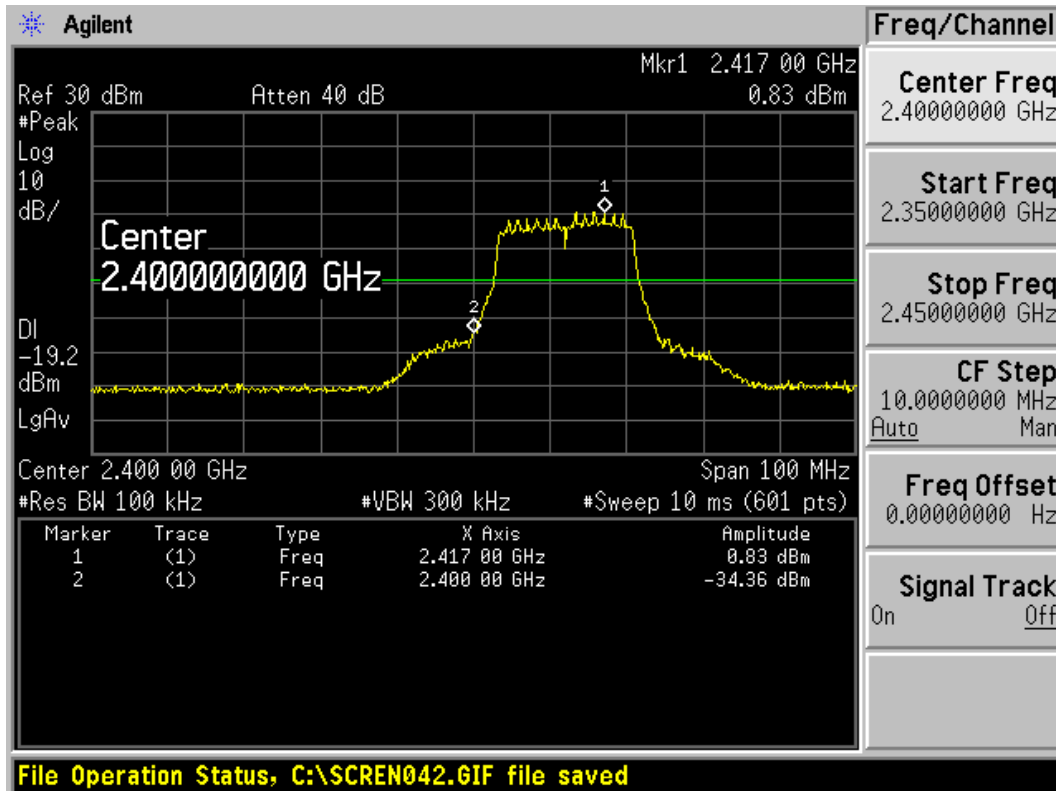 Agilent
Freq/Channel
Mkr1 2.417 00 GHz
Ref 30 dBm Atten 40 dB 0.83 dBm
#Peak
Log
10
dB/
1
Center
2.400000000 GHz
2
DI
-19.2
dBm
LgAv
Center 2.400 00 GHz Span 100 MHz
#Res BW 100 kHz #VBW 300 kHz #Sweep 10 ms (601 pts)
Marker Trace Type X Axis Amplitude
1 (1) Freq 2.417 00 GHz 0.83 dBm
2 (1) Freq 2.400 00 GHz -34.36 dBm
Center Freq
2.40000000 GHz
Start Freq
2.35000000 GHz
Stop Freq
2.45000000 GHz
CF Step
10.0000000 MHz
Auto Man
Freq Offset
0.00000000 Hz
Signal Track
On Off
File Operation Status, C:\SCREN042.GIF file saved